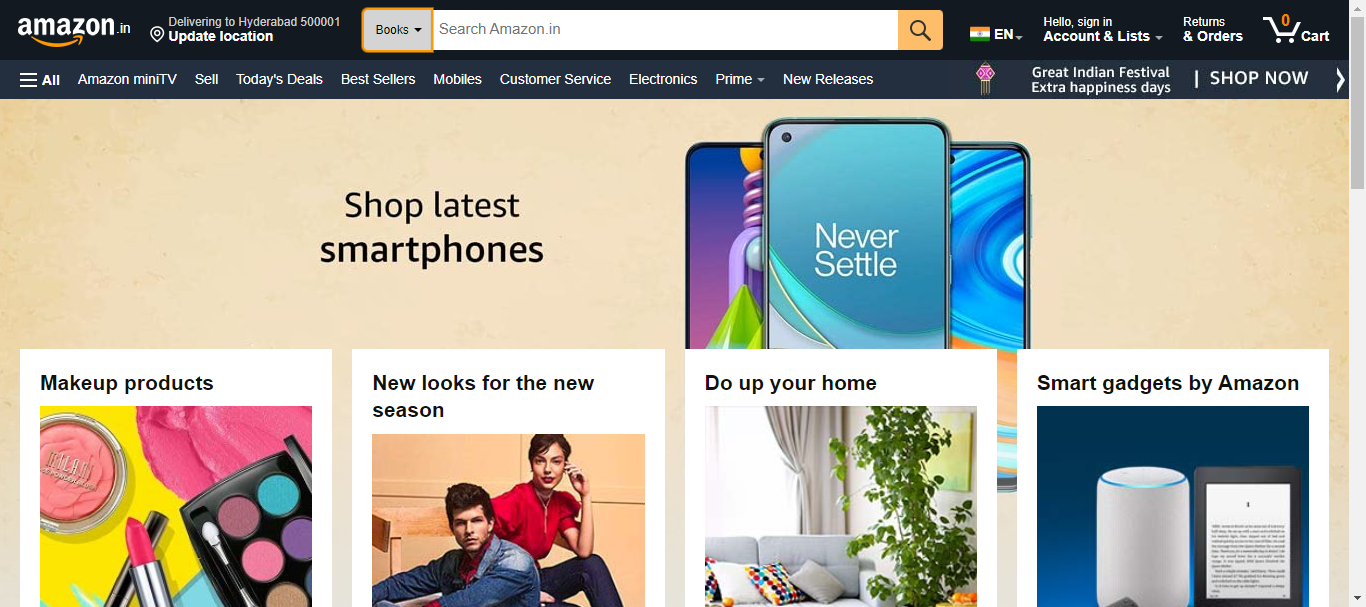 amazon.in
Delivering to Hyderabad 500001
Update location
Books
Search Amazon.in
EN
Hello, sign in
Account & Lists
Returns
& Orders
0
Cart
All
Amazon miniTV
Sell
Today's Deals
Best Sellers
Mobiles
Customer Service
Electronics
Prime
New Releases
Great Indian Festival
Extra happiness days
| SHOP NOW
Shop latest
smartphones
Never
Settle
Makeup products
New looks for the new
season
Do up your home
Smart gadgets by Amazon
MILANI